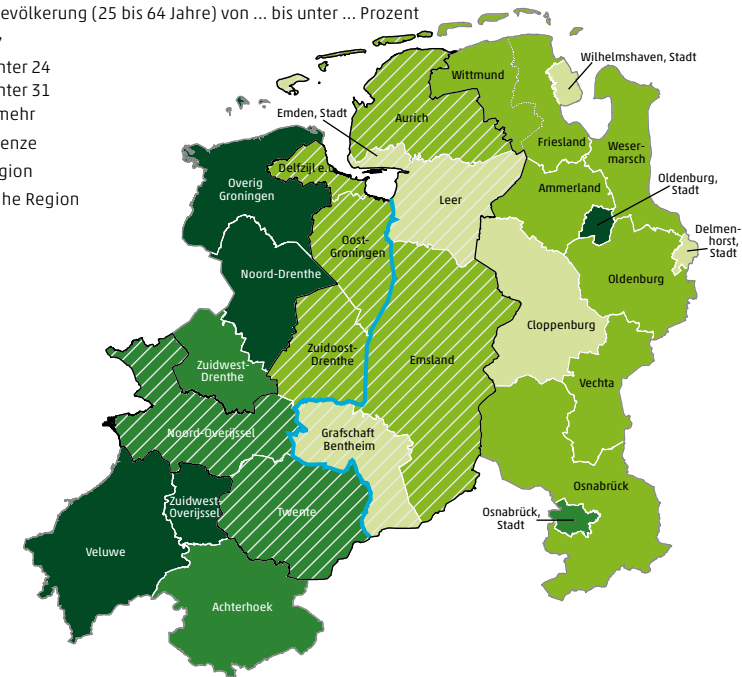 evölkerung (25 bis 64 Jahre) von ... bis unter ... Prozent
nter 24
nter 31
mehr
enze
gion
he Region
Wilhelmshaven, Stadt
Wittmund
Emden, Stadt
Aurich
Friesland
Weser-
marsch
Delfzijl e.o.
Overig
Groningen
Leer
Ammerland
Oldenburg,
Stadt
Delmen-
horst,
Stadt
Oost-
Groningen
Noord-Drenthe
Oldenburg
Cloppenburg
Zuidoost-
Drenthe
Emsland
Zuidwest-
Drenthe
Vechta
Noord-Overijssel
Grafschaft
Bentheim
Osnabrück
Zuidwest-
Overijssel
Twente
Osnabrück,
Stadt
Veluwe
Achterhoek